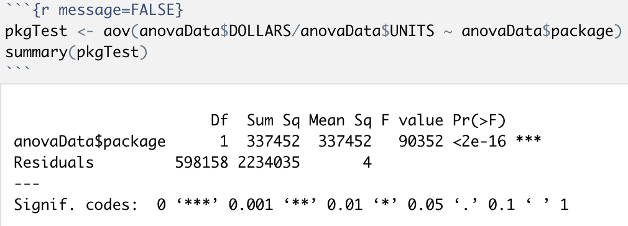 ```{r message=FALSE}
pkgTest <- aov(anovaData$DOLLARS/anovaData$UNITS ~ anovaData$package)
summary(pkgTest)
```
Df Sum Sq Mean Sq F value Pr(>F)
anovaData$package 1 337452 337452 90352 <2e-16 ***
Residuals 598158 2234035 4
---
Signif. codes: 0 ‘***’ 0.001 ‘**’ 0.01 ‘*’ 0.05 ‘.’ 0.1 ‘ ’ 1